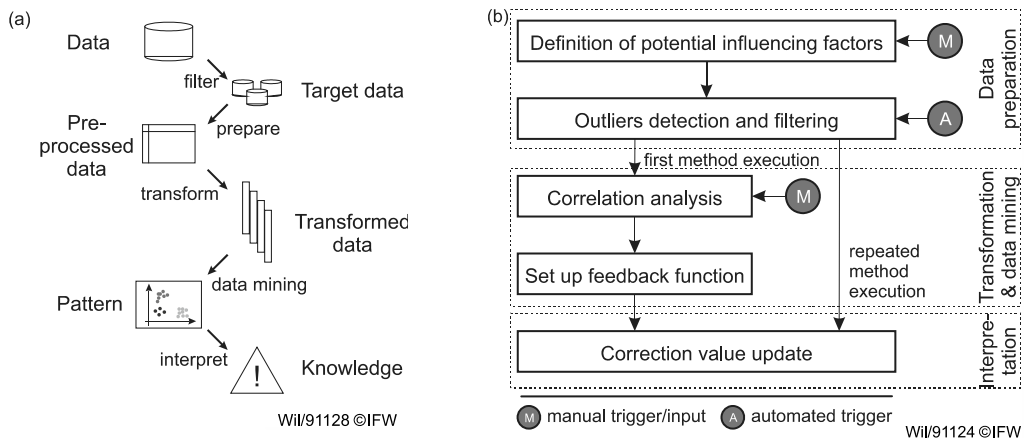 (a)
Data
filter
Target data
Pre-
processed
data
prepare
transform
Transformed
data
data mining
Pattern
interpret
!
Knowledge
Wil/91128 ©IFW
(b)
Definition of potential influencing factors
M
Data
preparation
Outliers detection and filtering
A
first method execution
Correlation analysis
M
Transformation
& data mining
Set up feedback function
repeated
method
execution
Correction value update
Interpre-
tation
M manual trigger/input A automated trigger
Wil/91124 ©IFW